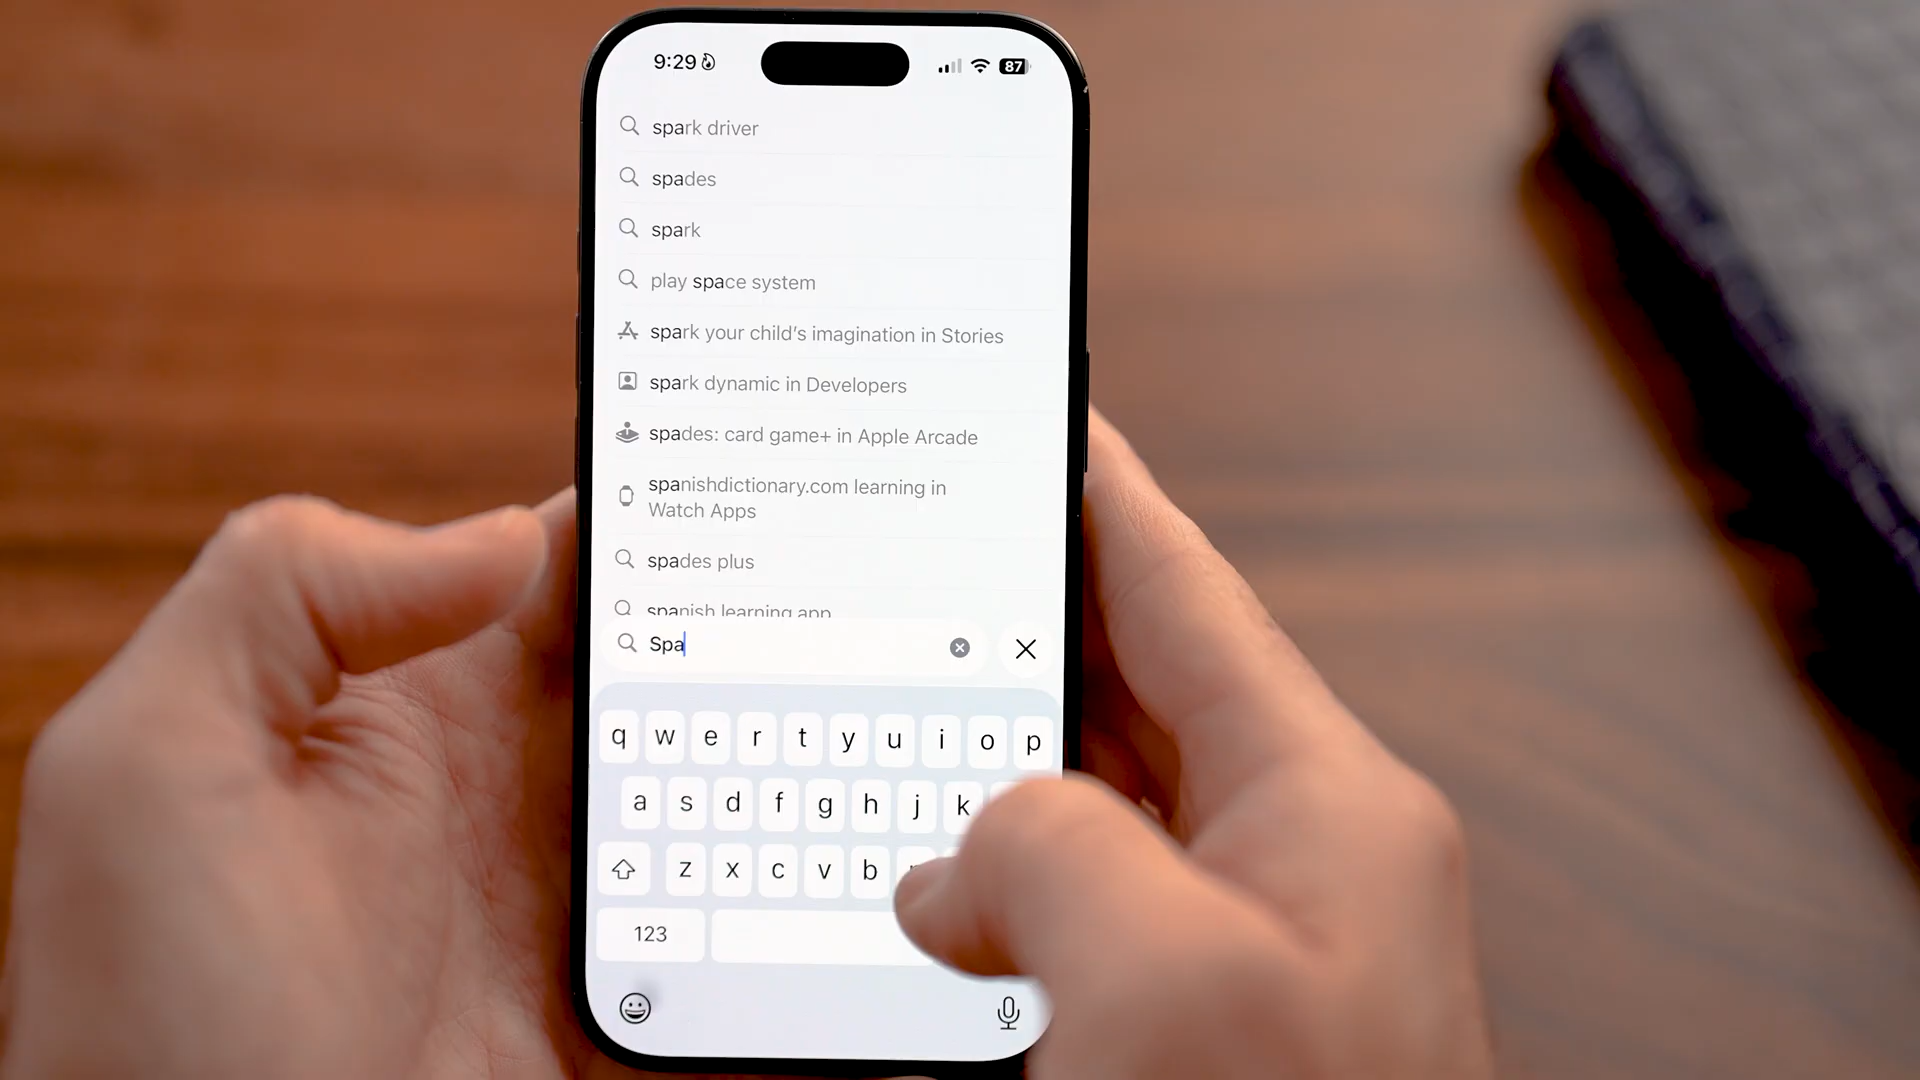 9:29
87
spark driver
spades
spark
play space system
spark your child's imagination in Stories
spark dynamic in Developers
spades: card game+ in Apple Arcade
spanishdictionary.com learning in
Watch Apps
spades plus
spanish learning app
Spa
q w e r t y u i o p
a s d f g h j k
z x c v b
123